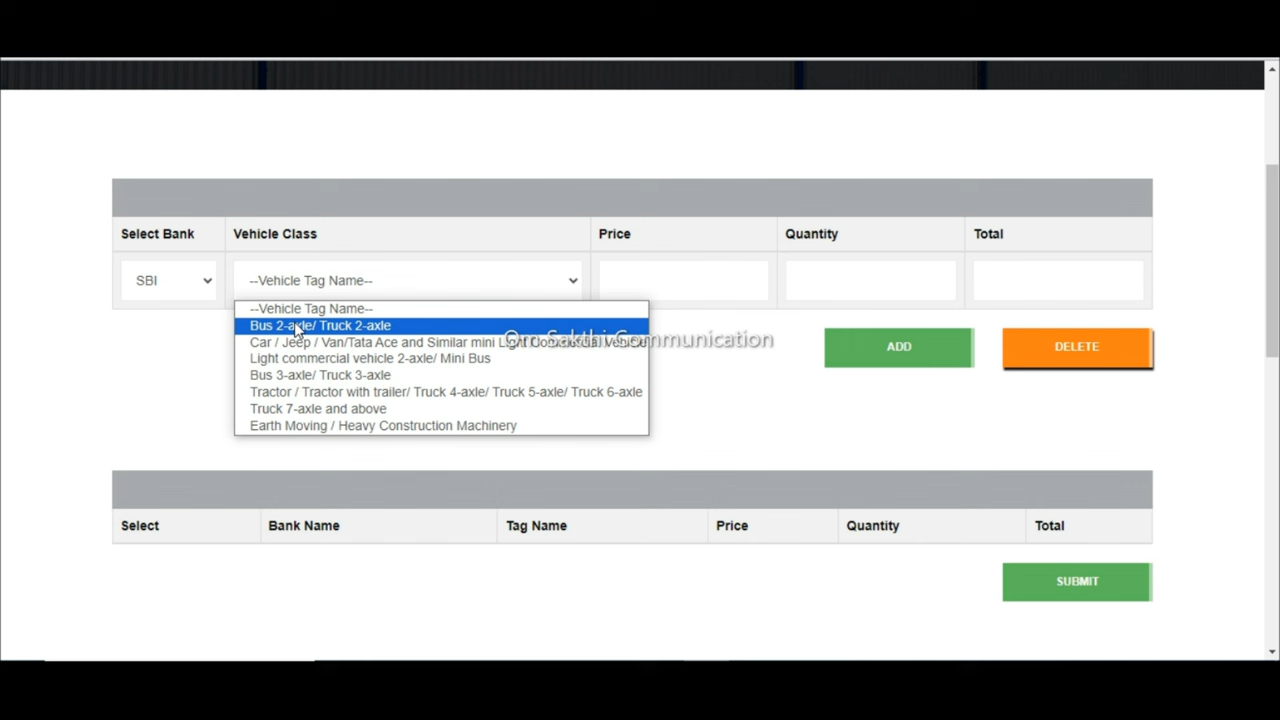 Select Bank Vehicle Class Price Quantity Total
SBI --Vehicle Tag Name--
--Vehicle Tag Name--
Bus 2-axle/ Truck 2-axle
Car / Jeep / Van/Tata Ace and Similar mini Light Commercial Vehicle
Om Sakthi Communication
Light commercial vehicle 2-axle/ Mini Bus
Bus 3-axle/ Truck 3-axle
Tractor / Tractor with trailer/ Truck 4-axle/ Truck 5-axle/ Truck 6-axle
Truck 7-axle and above
Earth Moving / Heavy Construction Machinery
ADD DELETE
Select Bank Name Tag Name Price Quantity Total
SUBMIT